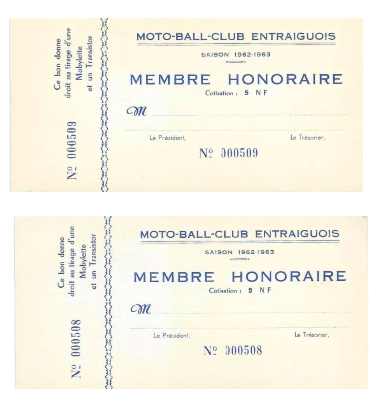 Ce bon donne
droit au tirage d'une
Mobylette
et un Transistor
Nº 000509
MOTO-BALL-CLUB ENTRAIGUOIS
SAISON 1962-1963
MEMBRE HONORAIRE
Cotisation : 5 NF
M
Le Président,
Le Trésorier,
Nº 000509
Ce bon donne
droit au tirage d'une
Mobylette
et un Transistor
Nº 000508
MOTO-BALL-CLUB ENTRAIGUOIS
SAISON 1962-1963
MEMBRE HONORAIRE
Cotisation : 5 NF
M
Le Président,
Le Trésorier,
Nº 000508